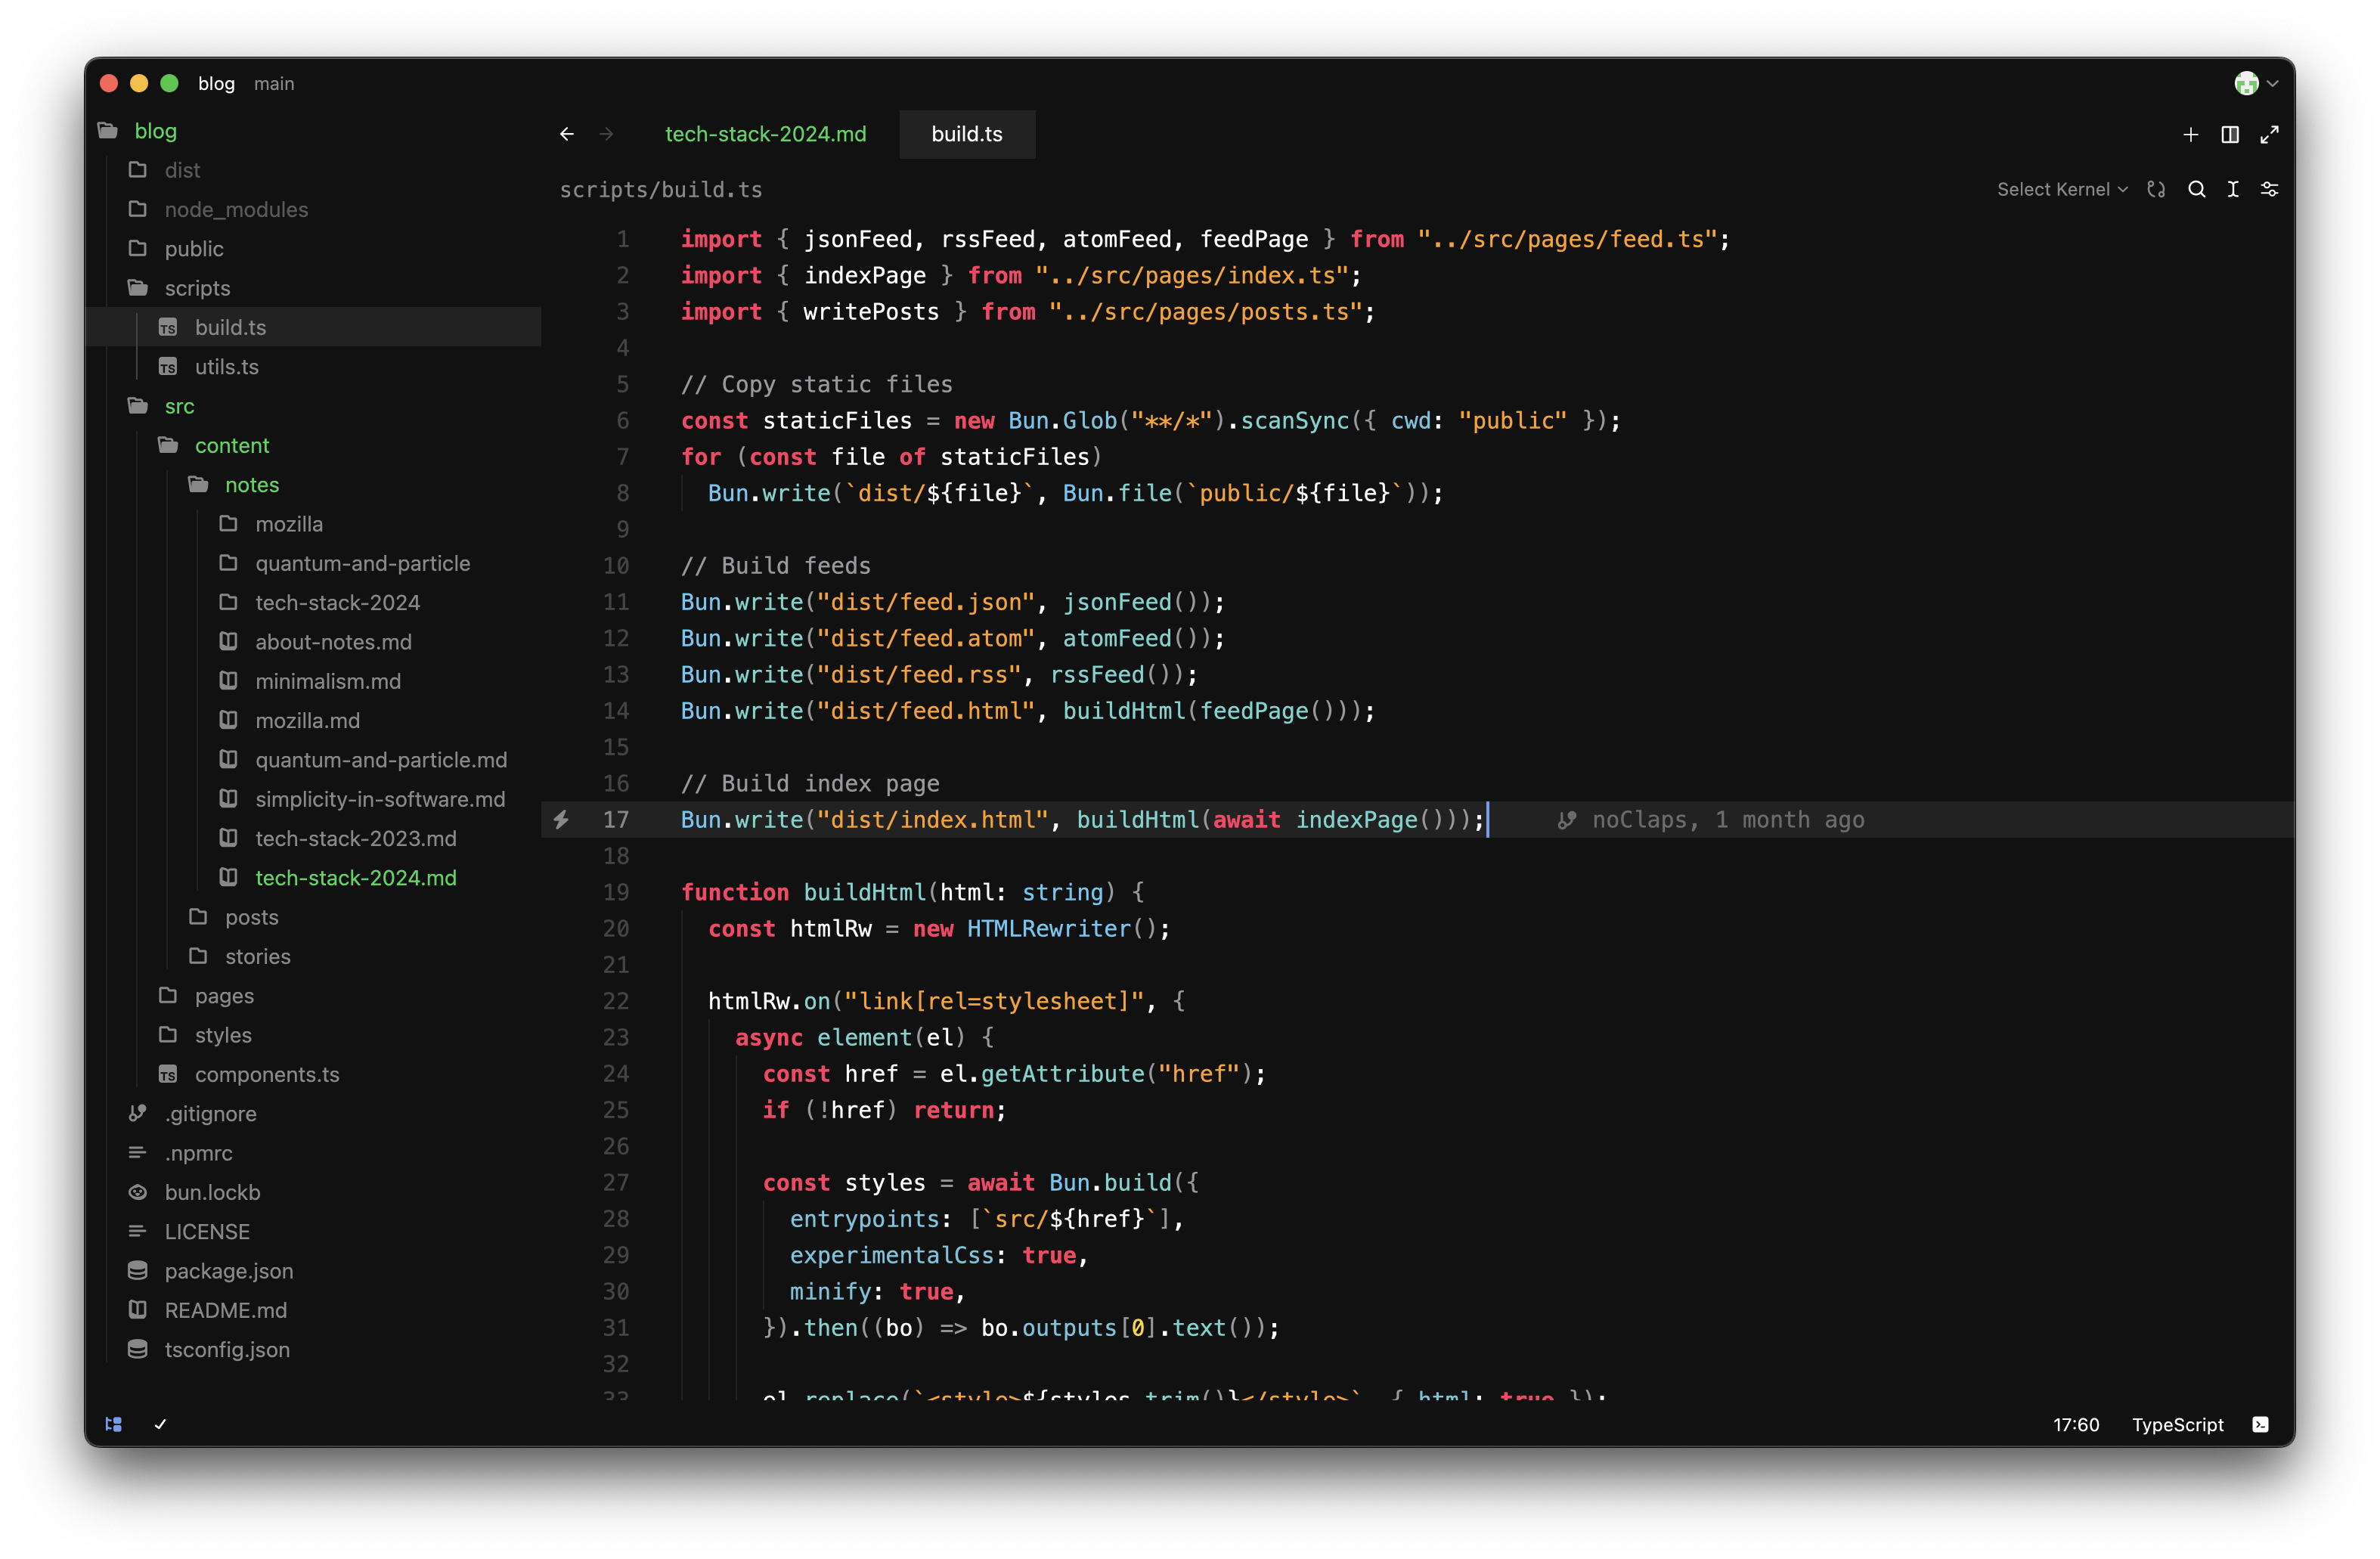 blog main
blog
dist
node_modules
public
scripts
TS build.ts
TS utils.ts
src
content
notes
mozilla
quantum-and-particle
tech-stack-2024
about-notes.md
minimalism.md
mozilla.md
quantum-and-particle.md
simplicity-in-software.md
tech-stack-2023.md
tech-stack-2024.md
posts
stories
pages
styles
TS components.ts
.gitignore
.npmrc
bun.lockb
LICENSE
package.json
README.md
tsconfig.json
tech-stack-2024.md build.ts
scripts/build.ts
Select Kernel
1 import { jsonFeed, rssFeed, atomFeed, feedPage } from "../src/pages/feed.ts";
2 import { indexPage } from "../src/pages/index.ts";
3 import { writePosts } from "../src/pages/posts.ts";
4
5 // Copy static files
6 const staticFiles = new Bun.Glob("**/*").scanSync({ cwd: "public" });
7 for (const file of staticFiles)
8   Bun.write(`dist/${file}`, Bun.file(`public/${file}`));
9
10 // Build feeds
11 Bun.write("dist/feed.json", jsonFeed());
12 Bun.write("dist/feed.atom", atomFeed());
13 Bun.write("dist/feed.rss", rssFeed());
14 Bun.write("dist/feed.html", buildHtml(feedPage()));
15
16 // Build index page
17 Bun.write("dist/index.html", buildHtml(await indexPage())); noClaps, 1 month ago
18
19 function buildHtml(html: string) {
20   const htmlRw = new HTMLRewriter();
21
22   htmlRw.on("link[rel=stylesheet]", {
23     async element(el) {
24       const href = el.getAttribute("href");
25       if (!href) return;
26
27       const styles = await Bun.build({
28         entrypoints: [`src/${href}`],
29         experimentalCss: true,
30         minify: true,
31       }).then((bo) => bo.outputs[0].text());
32
33       el.replace(`<style>${styles.trim()}</style>`, { html: true });
17:60 TypeScript